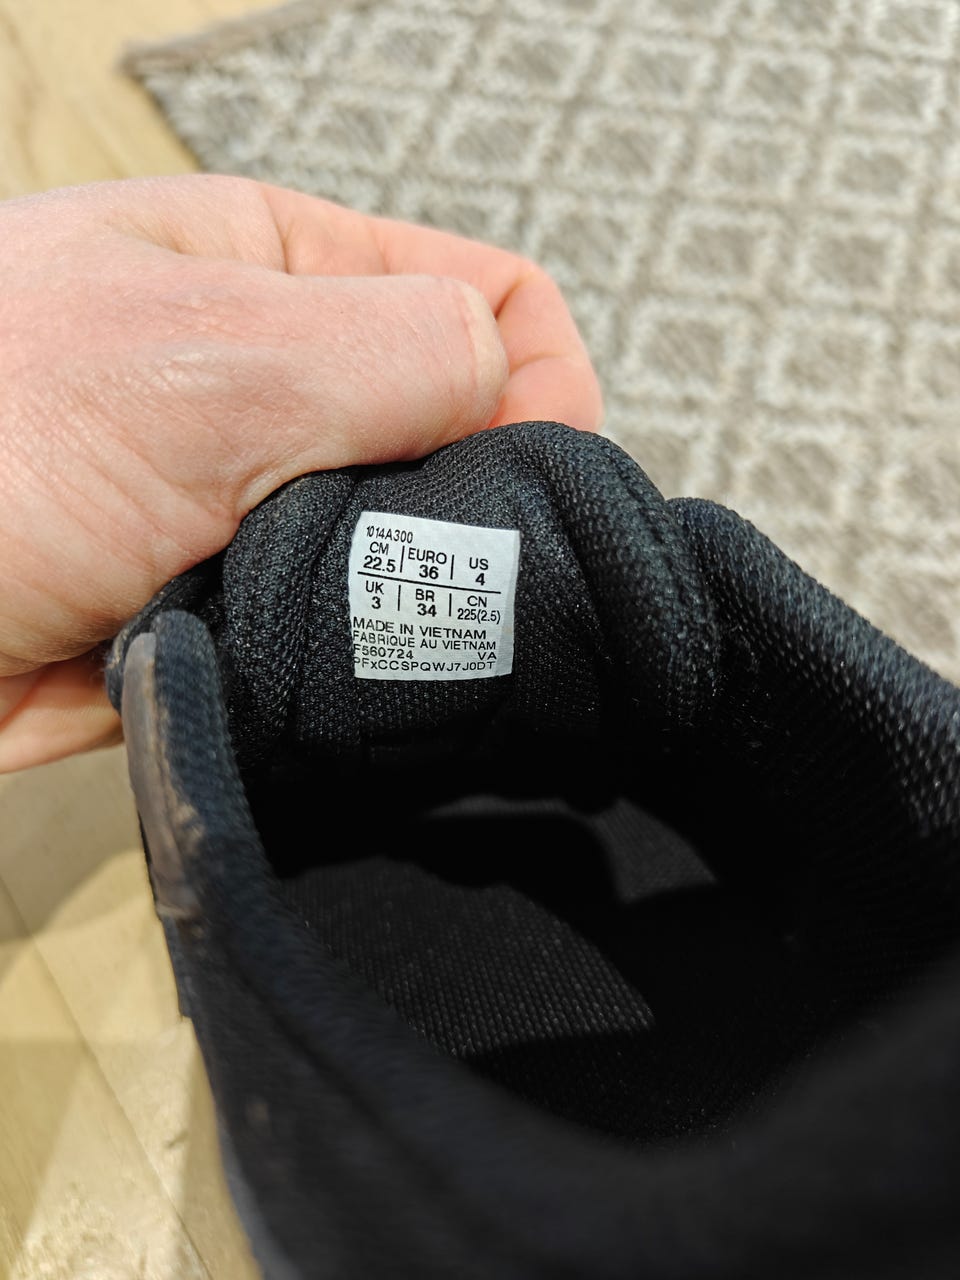 1014A300
CM EURO US
22.5 36 4
UK BR CN
3 34 225(2.5)
MADE IN VIETNAM
FABRIQUE AU VIETNAM
F560724 VA
PFxCCSPQWJ7J0DT